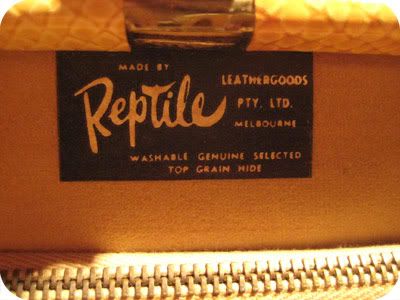 MADE BY
Reptile
LEATHERGOODS
PTY. LTD.
MELBOURNE
WASHABLE GENUINE SELECTED
TOP GRAIN HIDE